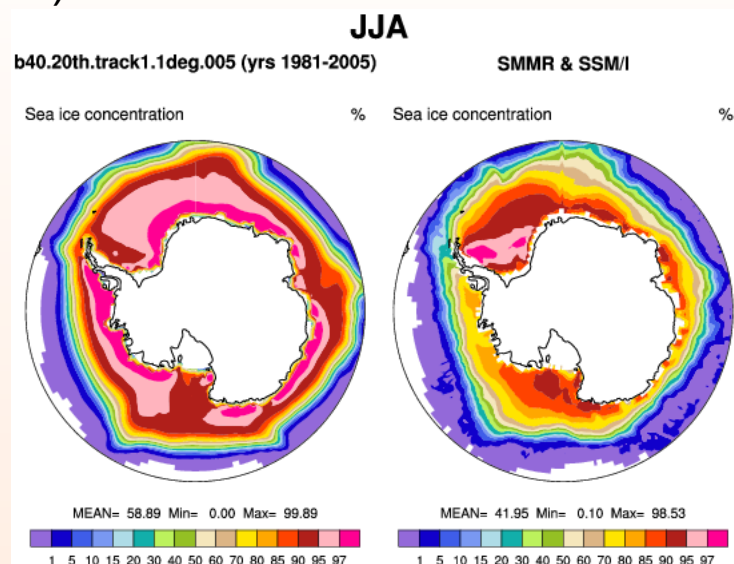 JJA
b40.20th.track1.1deg.005 (yrs 1981-2005)
SMMR & SSM/I
Sea ice concentration %
Sea ice concentration %
MEAN= 58.89 Min= 0.00 Max= 99.89
MEAN= 41.95 Min= 0.10 Max= 98.53
1 5 10 15 20 30 40 50 60 70 80 85 90 95 97
1 5 10 15 20 30 40 50 60 70 80 85 90 95 97